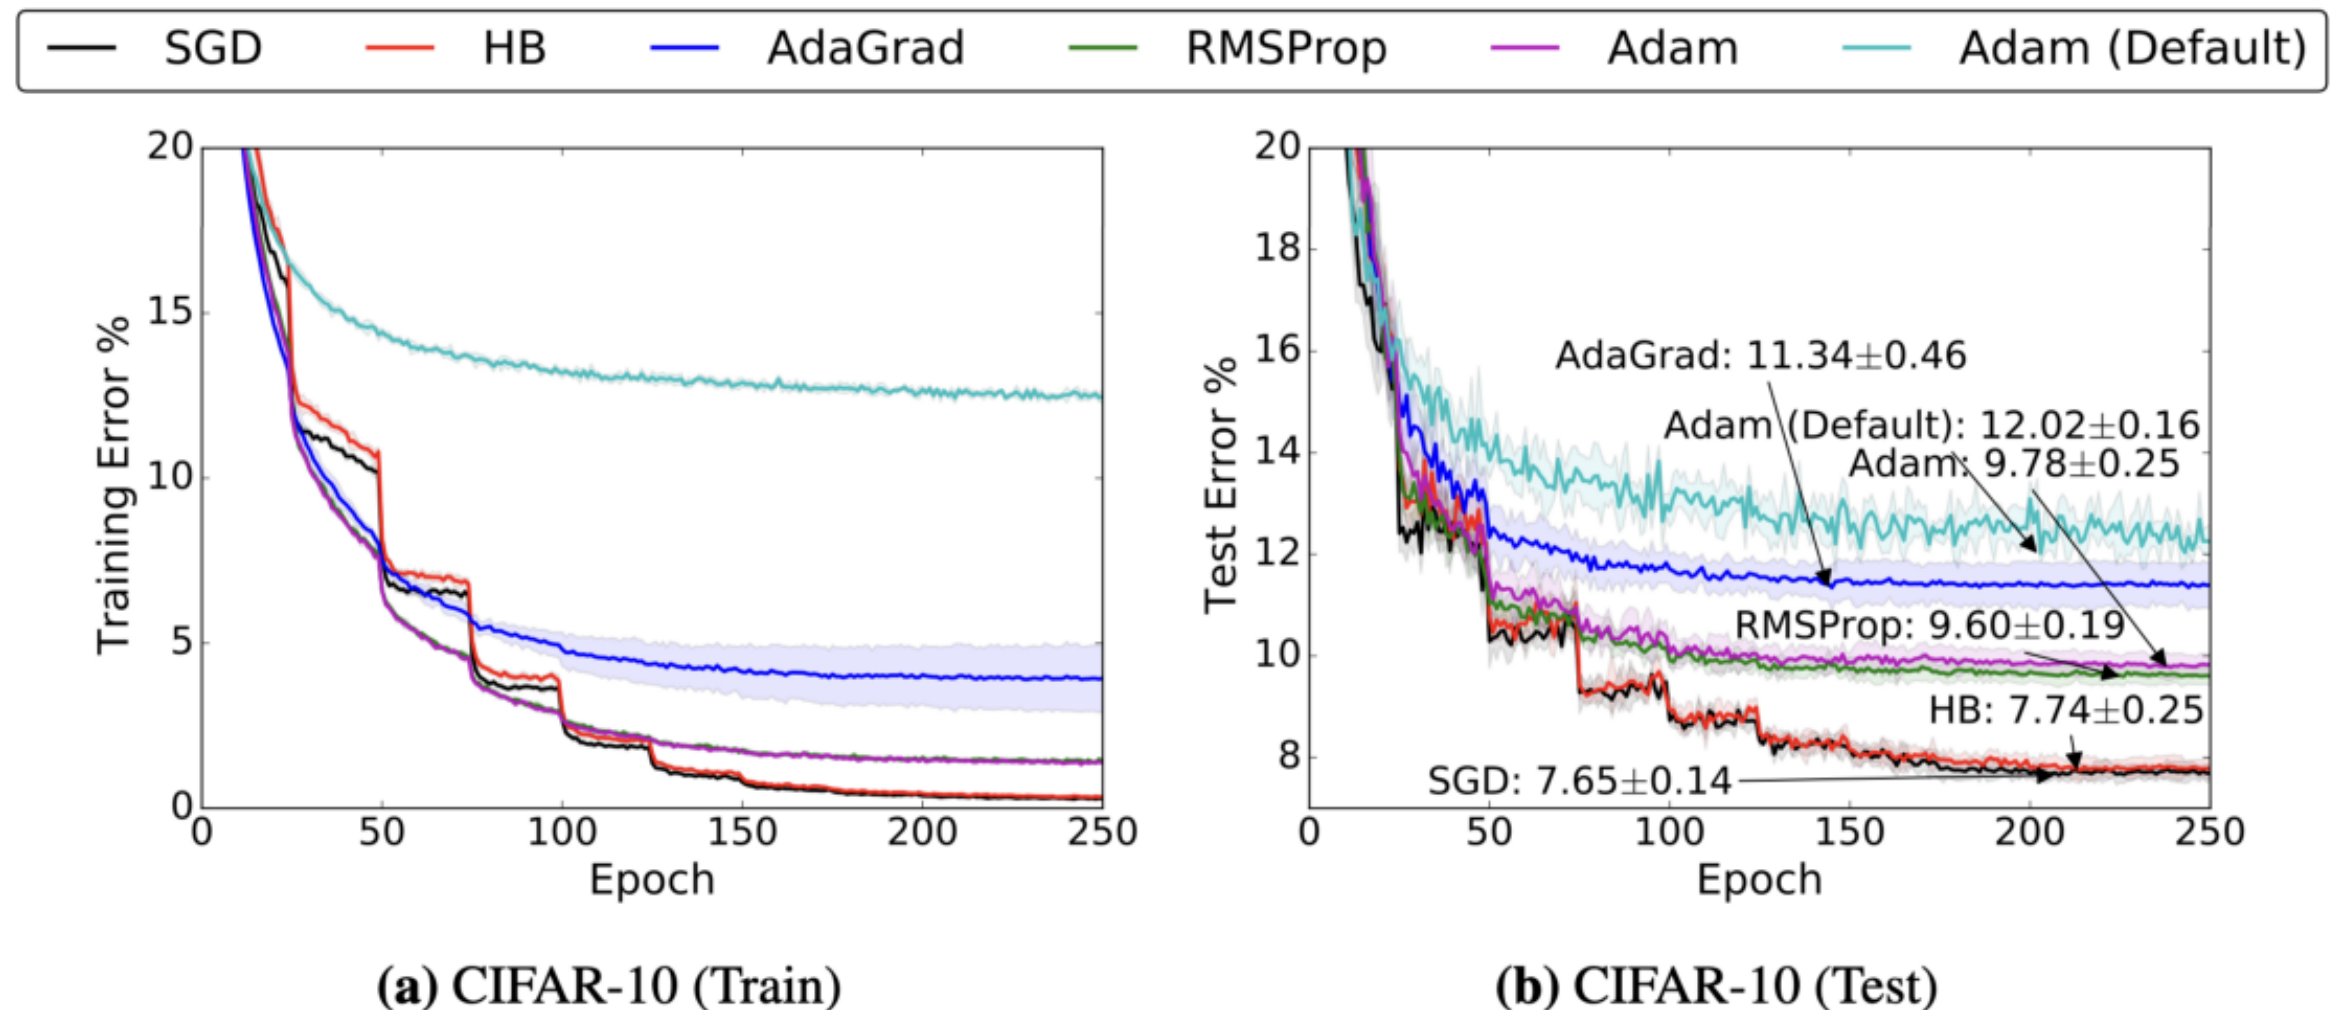 SGD HB AdaGrad RMSProp Adam Adam (Default)
20
15
10
5
0
0 50 100 150 200 250
Training Error %
Epoch
(a) CIFAR-10 (Train)
20
18
16
14
12
10
8
0 50 100 150 200 250
Test Error %
Epoch
AdaGrad: 11.34±0.46
Adam (Default): 12.02±0.16
Adam: 9.78±0.25
RMSProp: 9.60±0.19
HB: 7.74±0.25
SGD: 7.65±0.14
(b) CIFAR-10 (Test)